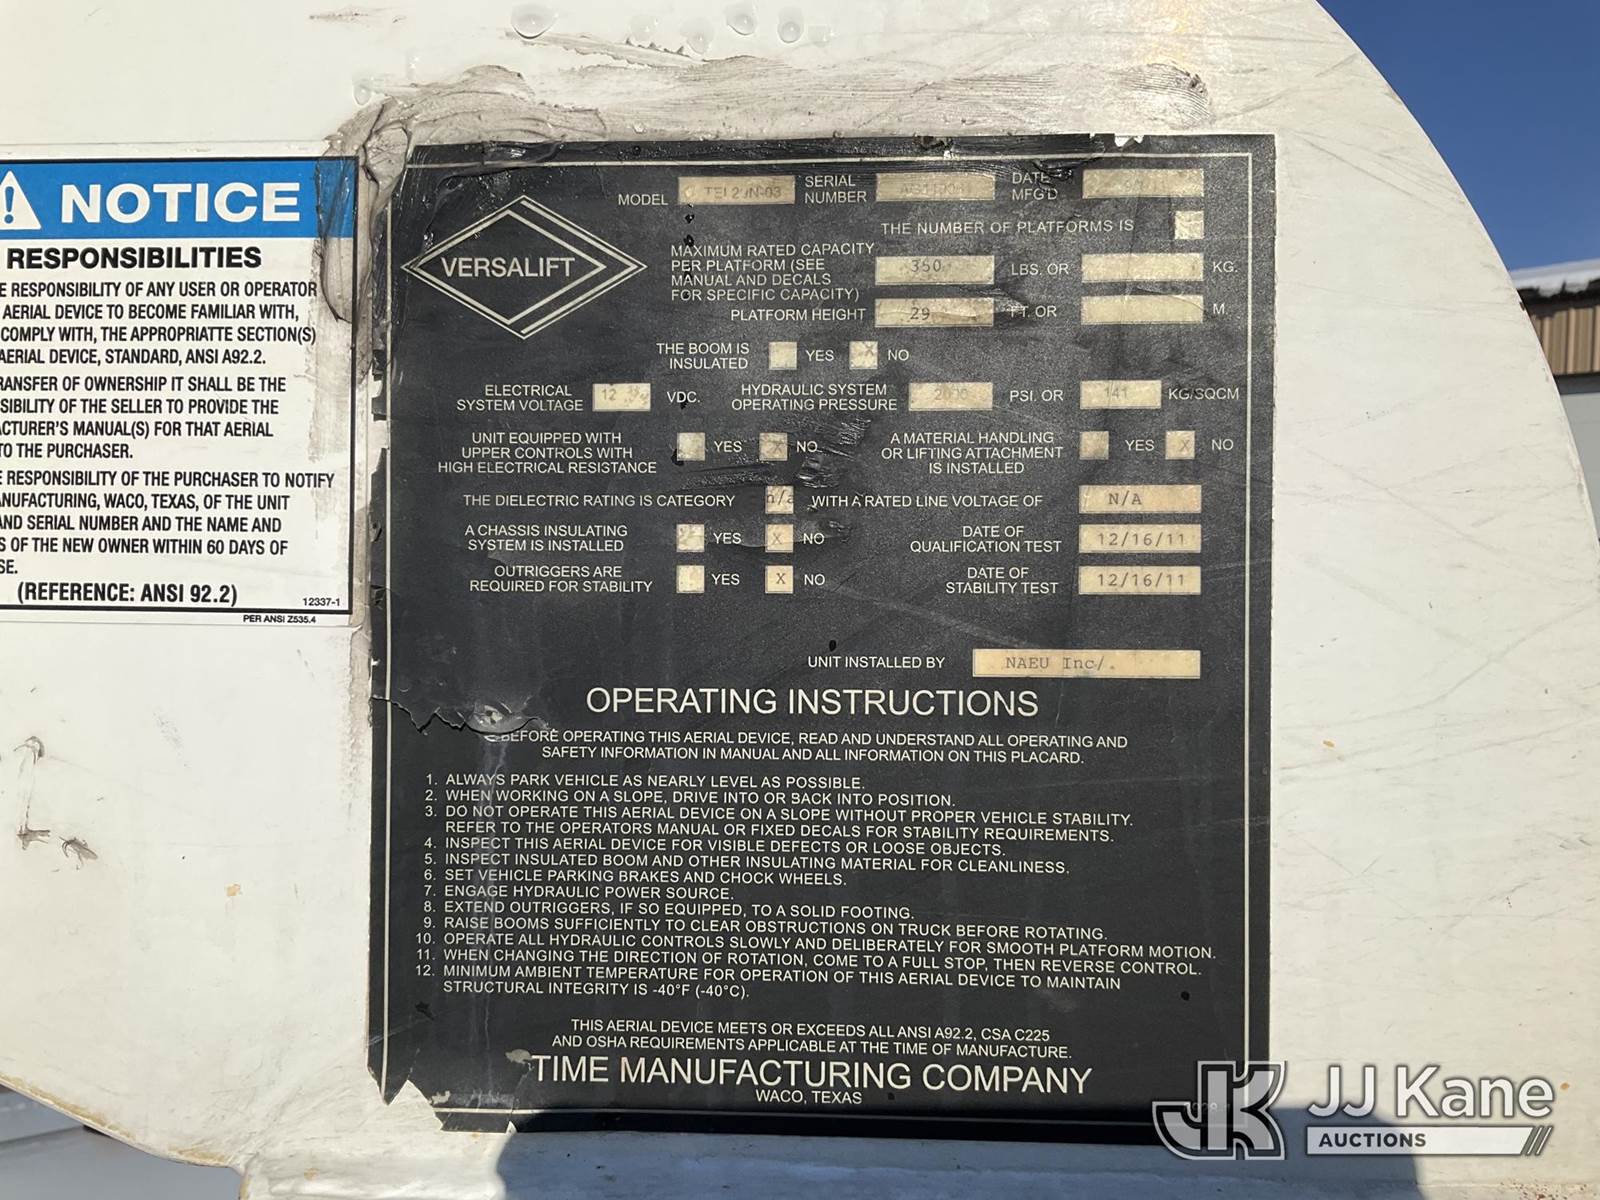 NOTICE
RESPONSIBILITIES
E RESPONSIBILITY OF ANY USER OR OPERATOR
AERIAL DEVICE TO BECOME FAMILIAR WITH,
COMPLY WITH, THE APPROPRIATTE SECTION(S)
AERIAL DEVICE, STANDARD, ANSI A92.2.
RANSFER OF OWNERSHIP IT SHALL BE THE
SIBILITY OF THE SELLER TO PROVIDE THE
CTURER'S MANUAL(S) FOR THAT AERIAL
TO THE PURCHASER.
E RESPONSIBILITY OF THE PURCHASER TO NOTIFY
ANUFACTURING, WACO, TEXAS, OF THE UNIT
AND SERIAL NUMBER AND THE NAME AND
S OF THE NEW OWNER WITHIN 60 DAYS OF
SE.
(REFERENCE: ANSI 92.2)
12337-1
PER ANSI Z535.4
VERSALIFT
MODEL
SERIAL NUMBER
DATE MFG'D
THE NUMBER OF PLATFORMS IS
MAXIMUM RATED CAPACITY
PER PLATFORM (SEE
MANUAL AND DECALS
FOR SPECIFIC CAPACITY)
350 LBS. OR KG.
PLATFORM HEIGHT 29 FT. OR M.
THE BOOM IS INSULATED YES X NO
ELECTRICAL SYSTEM VOLTAGE 12 VDC.
HYDRAULIC SYSTEM OPERATING PRESSURE 2000 PSI. OR 141 KG/SQCM
UNIT EQUIPPED WITH
UPPER CONTROLS WITH
HIGH ELECTRICAL RESISTANCE
YES X NO
A MATERIAL HANDLING
OR LIFTING ATTACHMENT
IS INSTALLED
YES X NO
THE DIELECTRIC RATING IS CATEGORY n/a WITH A RATED LINE VOLTAGE OF N/A
A CHASSIS INSULATING
SYSTEM IS INSTALLED
YES X NO
DATE OF
QUALIFICATION TEST
12/16/11
OUTRIGGERS ARE
REQUIRED FOR STABILITY
YES X NO
DATE OF
STABILITY TEST
12/16/11
UNIT INSTALLED BY NAEU Inc/.
OPERATING INSTRUCTIONS
BEFORE OPERATING THIS AERIAL DEVICE, READ AND UNDERSTAND ALL OPERATING AND
SAFETY INFORMATION IN MANUAL AND ALL INFORMATION ON THIS PLACARD.
1. ALWAYS PARK VEHICLE AS NEARLY LEVEL AS POSSIBLE.
2. WHEN WORKING ON A SLOPE, DRIVE INTO OR BACK INTO POSITION.
3. DO NOT OPERATE THIS AERIAL DEVICE ON A SLOPE WITHOUT PROPER VEHICLE STABILITY.
REFER TO THE OPERATORS MANUAL OR FIXED DECALS FOR STABILITY REQUIREMENTS.
4. INSPECT THIS AERIAL DEVICE FOR VISIBLE DEFECTS OR LOOSE OBJECTS.
5. INSPECT INSULATED BOOM AND OTHER INSULATING MATERIAL FOR CLEANLINESS.
6. SET VEHICLE PARKING BRAKES AND CHOCK WHEELS.
7. ENGAGE HYDRAULIC POWER SOURCE.
8. EXTEND OUTRIGGERS, IF SO EQUIPPED, TO A SOLID FOOTING.
9. RAISE BOOMS SUFFICIENTLY TO CLEAR OBSTRUCTIONS ON TRUCK BEFORE ROTATING.
10. OPERATE ALL HYDRAULIC CONTROLS SLOWLY AND DELIBERATELY FOR SMOOTH PLATFORM MOTION.
11. WHEN CHANGING THE DIRECTION OF ROTATION, COME TO A FULL STOP, THEN REVERSE CONTROL.
12. MINIMUM AMBIENT TEMPERATURE FOR OPERATION OF THIS AERIAL DEVICE TO MAINTAIN
STRUCTURAL INTEGRITY IS -40°F (-40°C).
THIS AERIAL DEVICE MEETS OR EXCEEDS ALL ANSI A92.2, CSA C225
AND OSHA REQUIREMENTS APPLICABLE AT THE TIME OF MANUFACTURE.
TIME MANUFACTURING COMPANY
WACO, TEXAS
JK JJ Kane
AUCTIONS